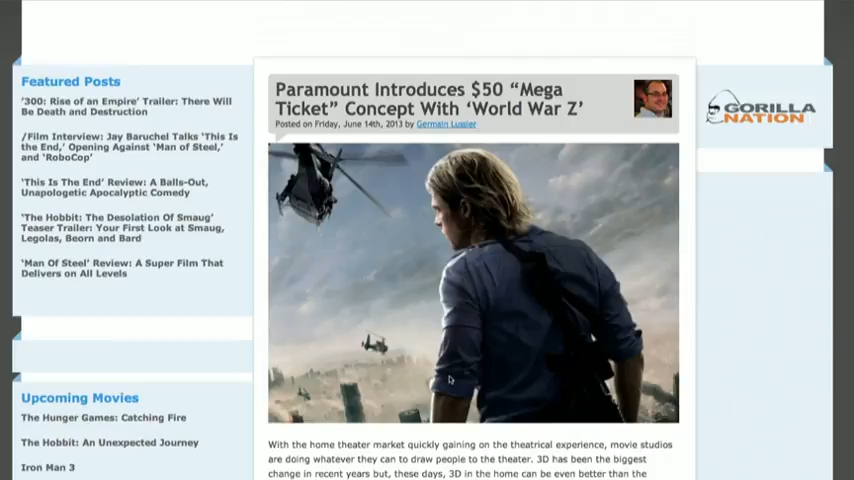 Featured Posts
'300: Rise of an Empire' Trailer: There Will
Be Death and Destruction
/Film Interview: Jay Baruchel Talks 'This Is
the End,' Opening Against 'Man of Steel,'
and 'RoboCop'
'This Is The End' Review: A Balls-Out,
Unapologetic Apocalyptic Comedy
'The Hobbit: The Desolation Of Smaug'
Teaser Trailer: Your First Look at Smaug,
Legolas, Beorn and Bard
'Man Of Steel' Review: A Super Film That
Delivers on All Levels
Upcoming Movies
The Hunger Games: Catching Fire
The Hobbit: An Unexpected Journey
Iron Man 3
Paramount Introduces $50 “Mega
Ticket” Concept With ‘World War Z’
Posted on Friday, June 14th, 2013 by Germain Lussier
With the home theater market quickly gaining on the theatrical experience, movie studios
are doing whatever they can to draw people to the theater. 3D has been the biggest
change in recent years but, these days, 3D in the home can be even better than the
GORILLA
NATION